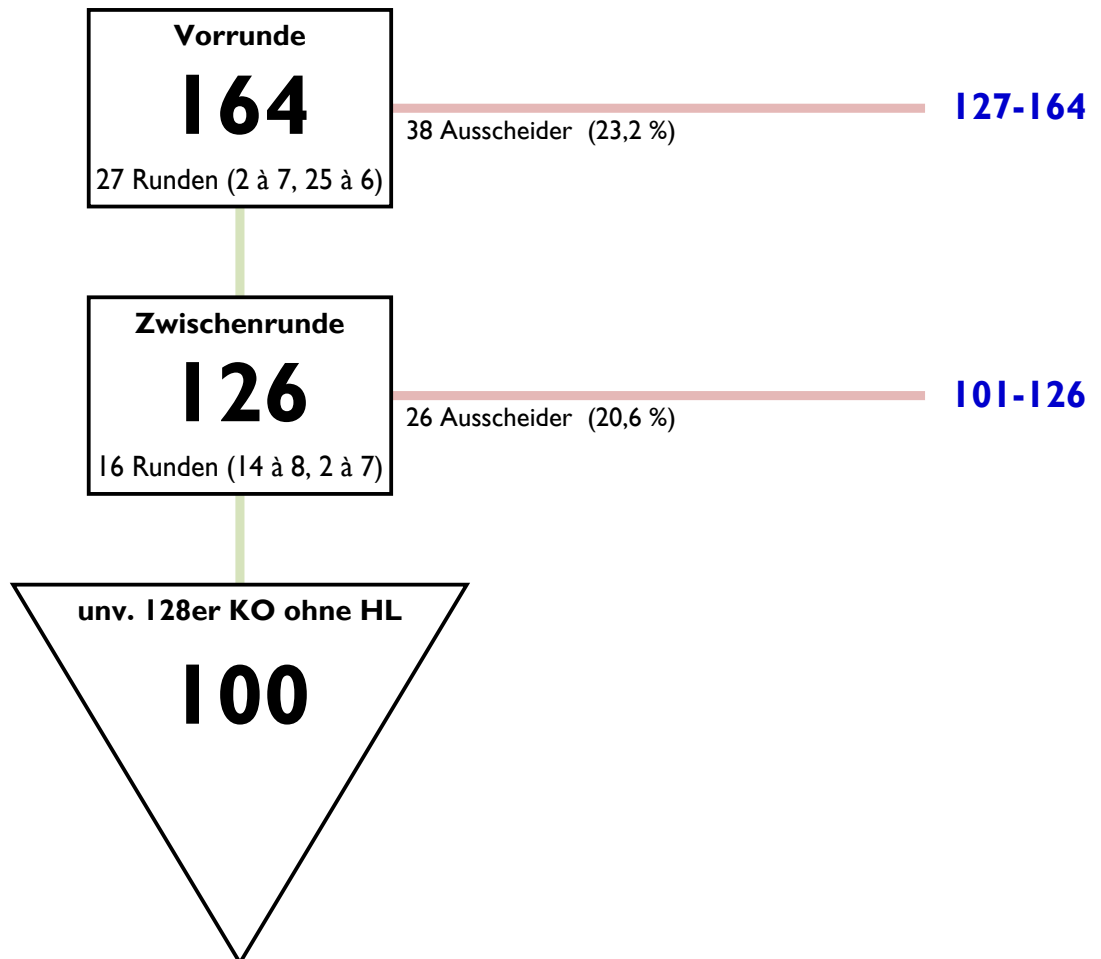 Vorrunde
164
127-164
38 Ausscheider (23,2 %)
27 Runden (2 à 7, 25 à 6)
Zwischenrunde
126
101-126
26 Ausscheider (20,6 %)
16 Runden (14 à 8, 2 à 7)
unv. 128er KO ohne HL
100